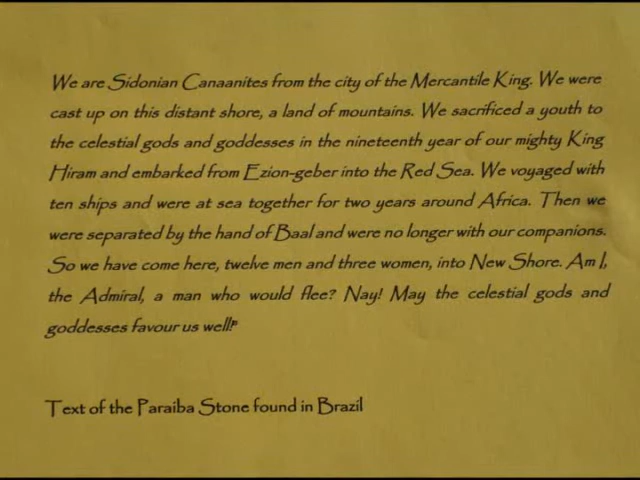 We are Sidonian Canaanites from the city of the Mercantile King. We were
cast up on this distant shore, a land of mountains. We sacrificed a youth to
the celestial gods and goddesses in the nineteenth year of our mighty King
Hiram and embarked from Ezion-geber into the Red Sea. We voyaged with
ten ships and were at sea together for two years around Africa. Then we
were separated by the hand of Baal and were no longer with our companions.
So we have come here, twelve men and three women, into New Shore. Am I,
the Admiral, a man who would flee? Nay! May the celestial gods and
goddesses favour us well!"
Text of the Paraiba Stone found in Brazil